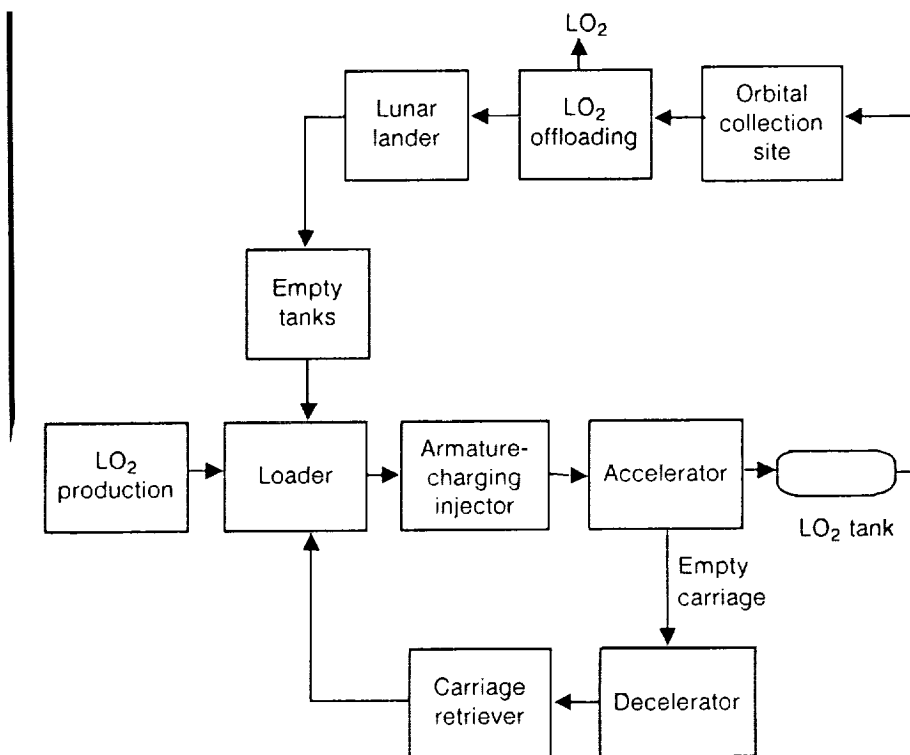 LO₂
Lunar
lander
LO₂
offloading
Orbital
collection
site
Empty
tanks
LO₂
production
Loader
Armature-
charging
injector
Accelerator
LO₂ tank
Empty
carriage
Carriage
retriever
Decelerator